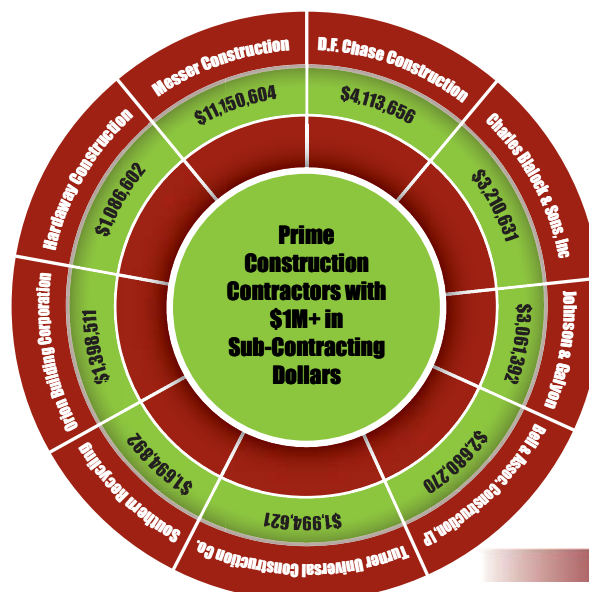 Prime
Construction
Contractors with
$1M+ in
Sub-Contracting
Dollars
Messer Construction
$11,150,604
D.F. Chase Construction
$4,113,656
Charles Blalock & Sons, Inc
$3,210,631
Johnson & Galyon
$3,061,392
Bell & Assoc. Construction, LP
$2,680,270
Turner Universal Construction Co.
$1,994,621
Southern Recycling
$1,694,892
Orion Building Corporation
$1,398,511
Hardaway Construction
$1,086,602